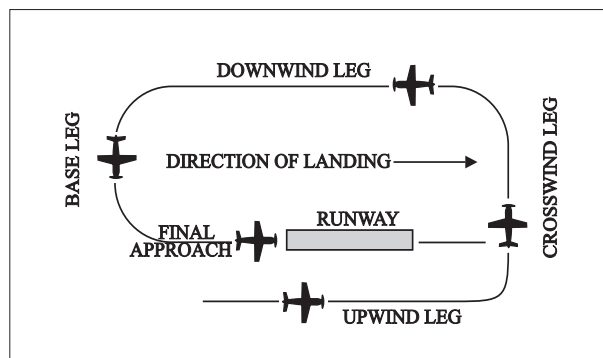 DOWNWIND LEG
BASE LEG
DIRECTION OF LANDING
CROSSWIND LEG
FINAL
APPROACH
RUNWAY
UPWIND LEG